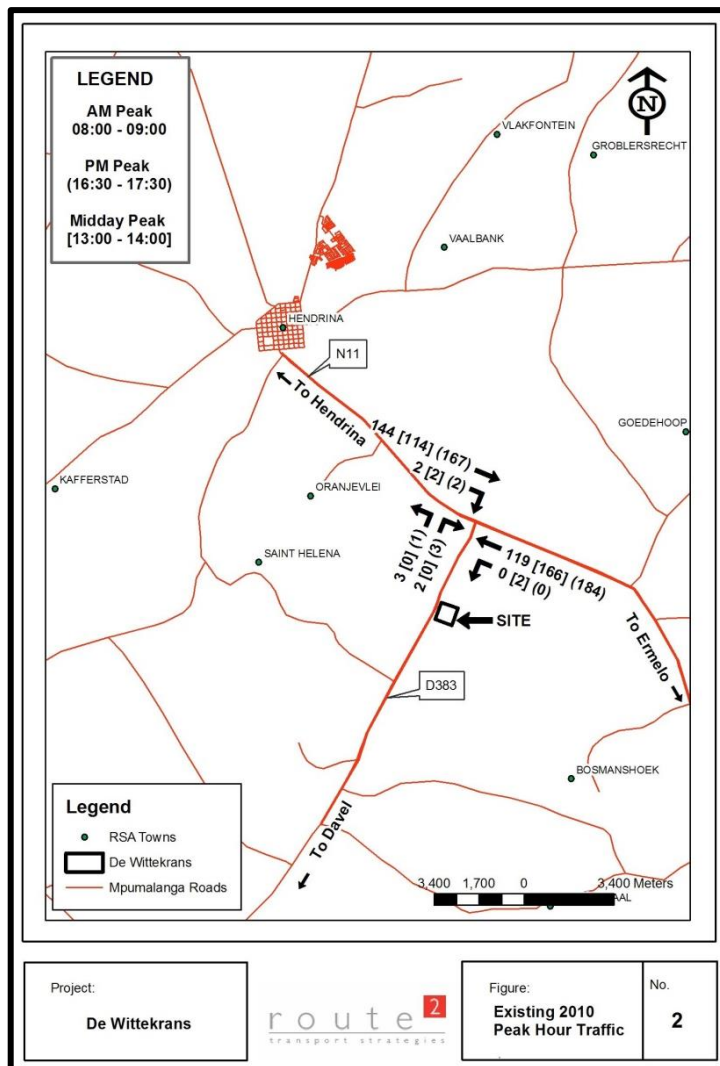 LEGEND
AM Peak
08:00 - 09:00
PM Peak
(16:30 - 17:30)
Midday Peak
[13:00 - 14:00]
N
VLAKFONTEIN
GROBLERSRECHT
VAALBANK
HENDRINA
N11
To Hendrina
144 [114] (167)
2 [2] (2)
GOEDEHOOP
KAFFERSTAD
ORANJEVLEI
3 [0] (1)
2 [0] (3)
119 [166] (184)
0 [2] (0)
SAINT HELENA
SITE
To Ermelo
D383
BOSMANSHOEK
To Davel
Legend
RSA Towns
De Wittekrans
Mpumalanga Roads
3,400 1,700 0 3,400 Meters
AAL
Project:
De Wittekrans
route 2
transport strategies
Figure:
Existing 2010
Peak Hour Traffic
No.
2